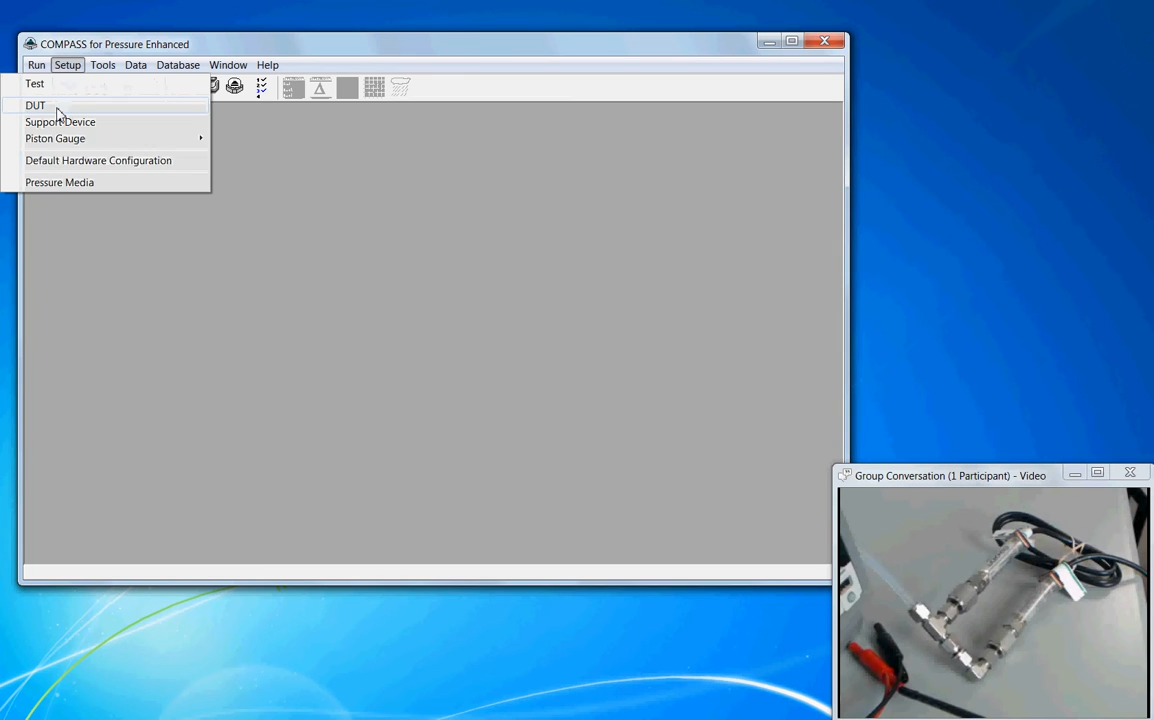 COMPASS for Pressure Enhanced
Run Setup Tools Data Database Window Help
Test
DUT
Support Device
Piston Gauge
Default Hardware Configuration
Pressure Media
Group Conversation (1 Participant) - Video